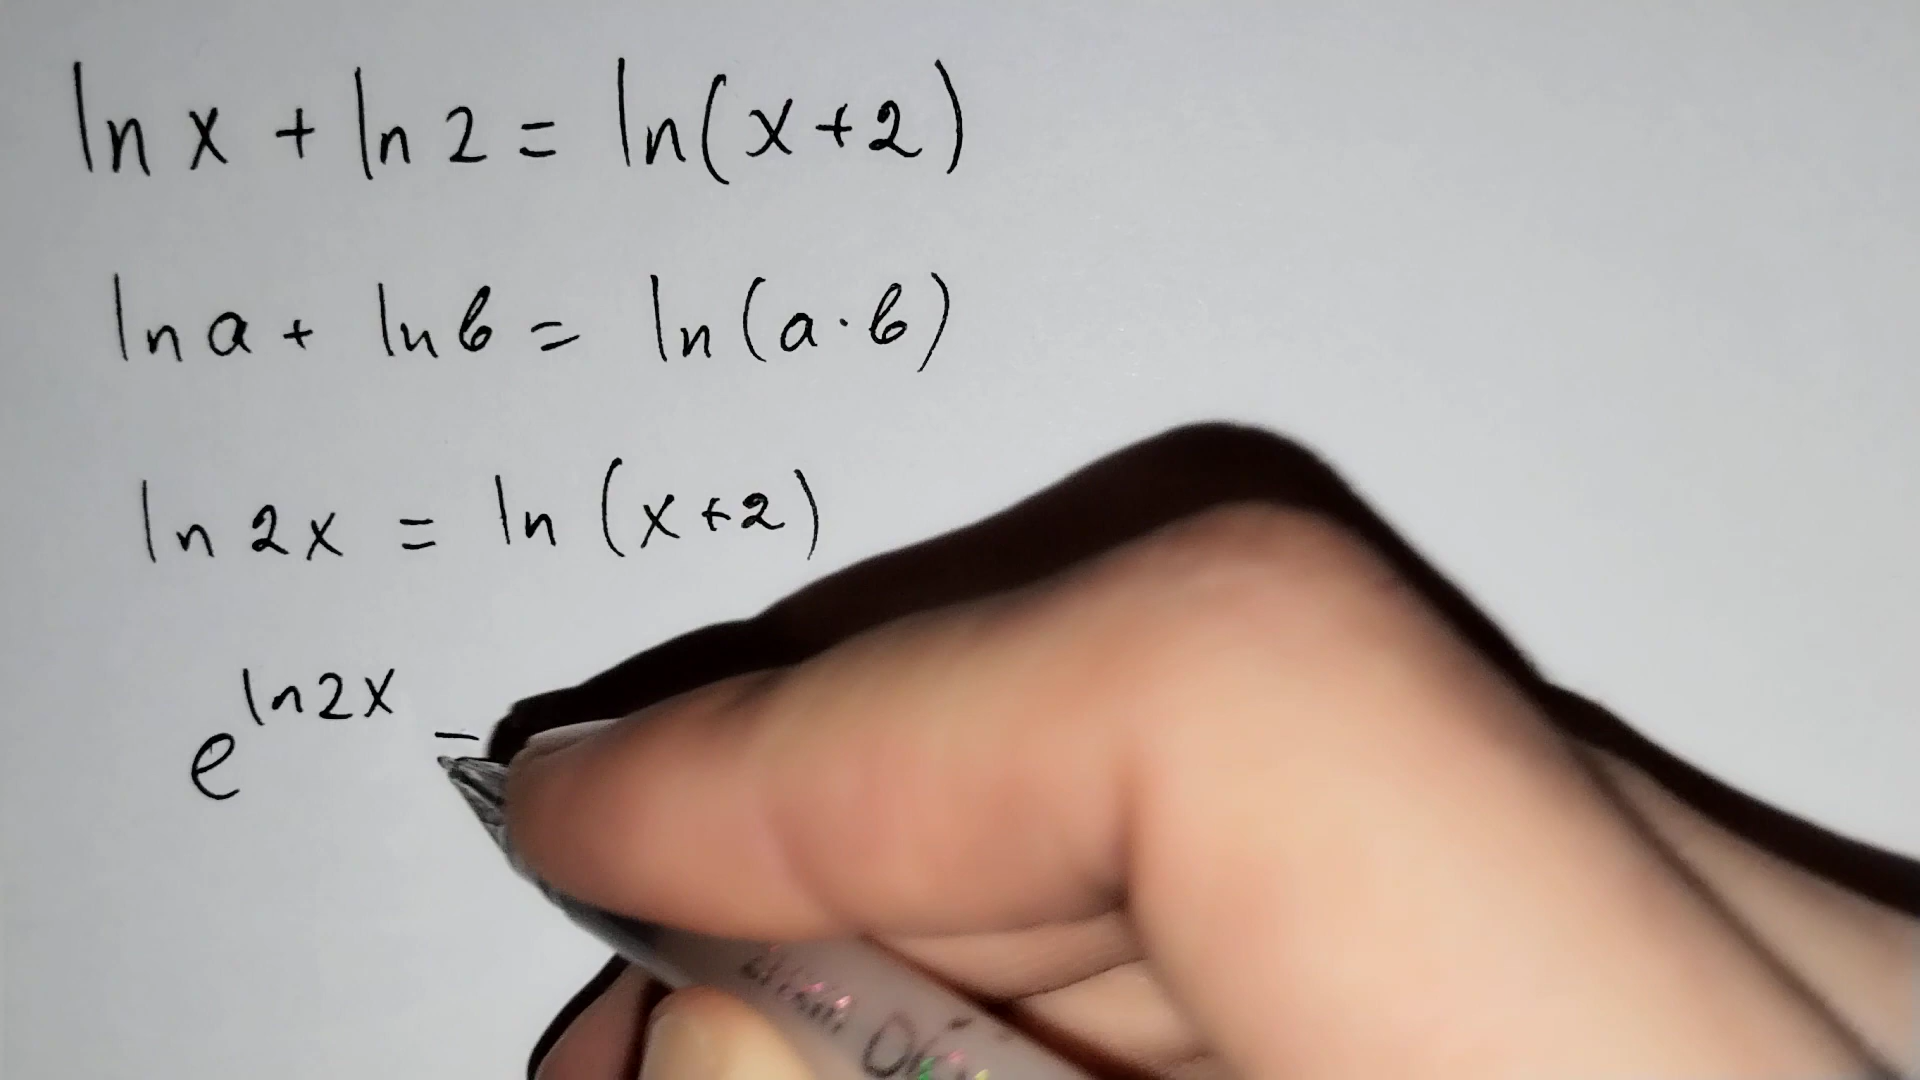 ln x + ln 2 = ln(x+2)
ln a + ln b = ln(a·b)
ln 2x = ln (x+2)
e^{ln2x} =